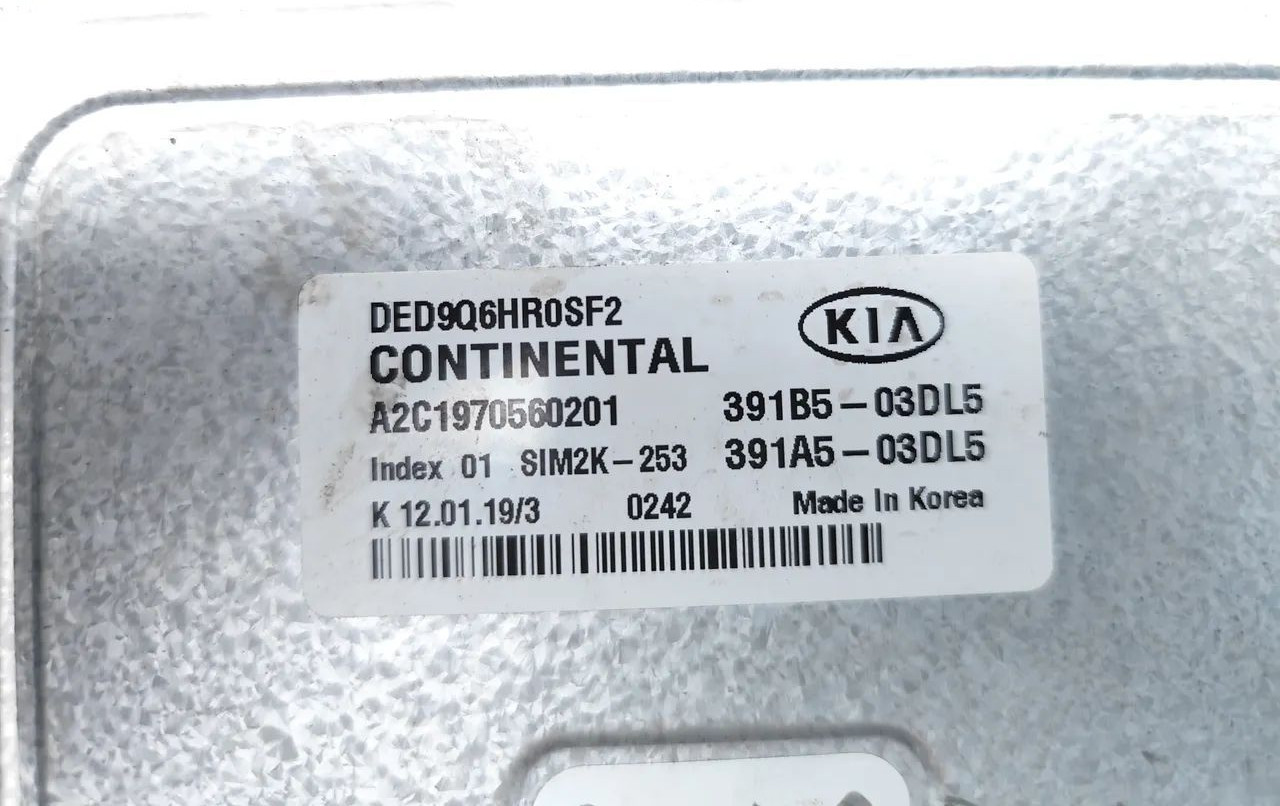 DED9Q6HR0SF2
KIA
CONTINENTAL
A2C1970560201 391B5-03DL5
Index 01 SIM2K-253 391A5-03DL5
K 12.01.19/3 0242 Made In Korea